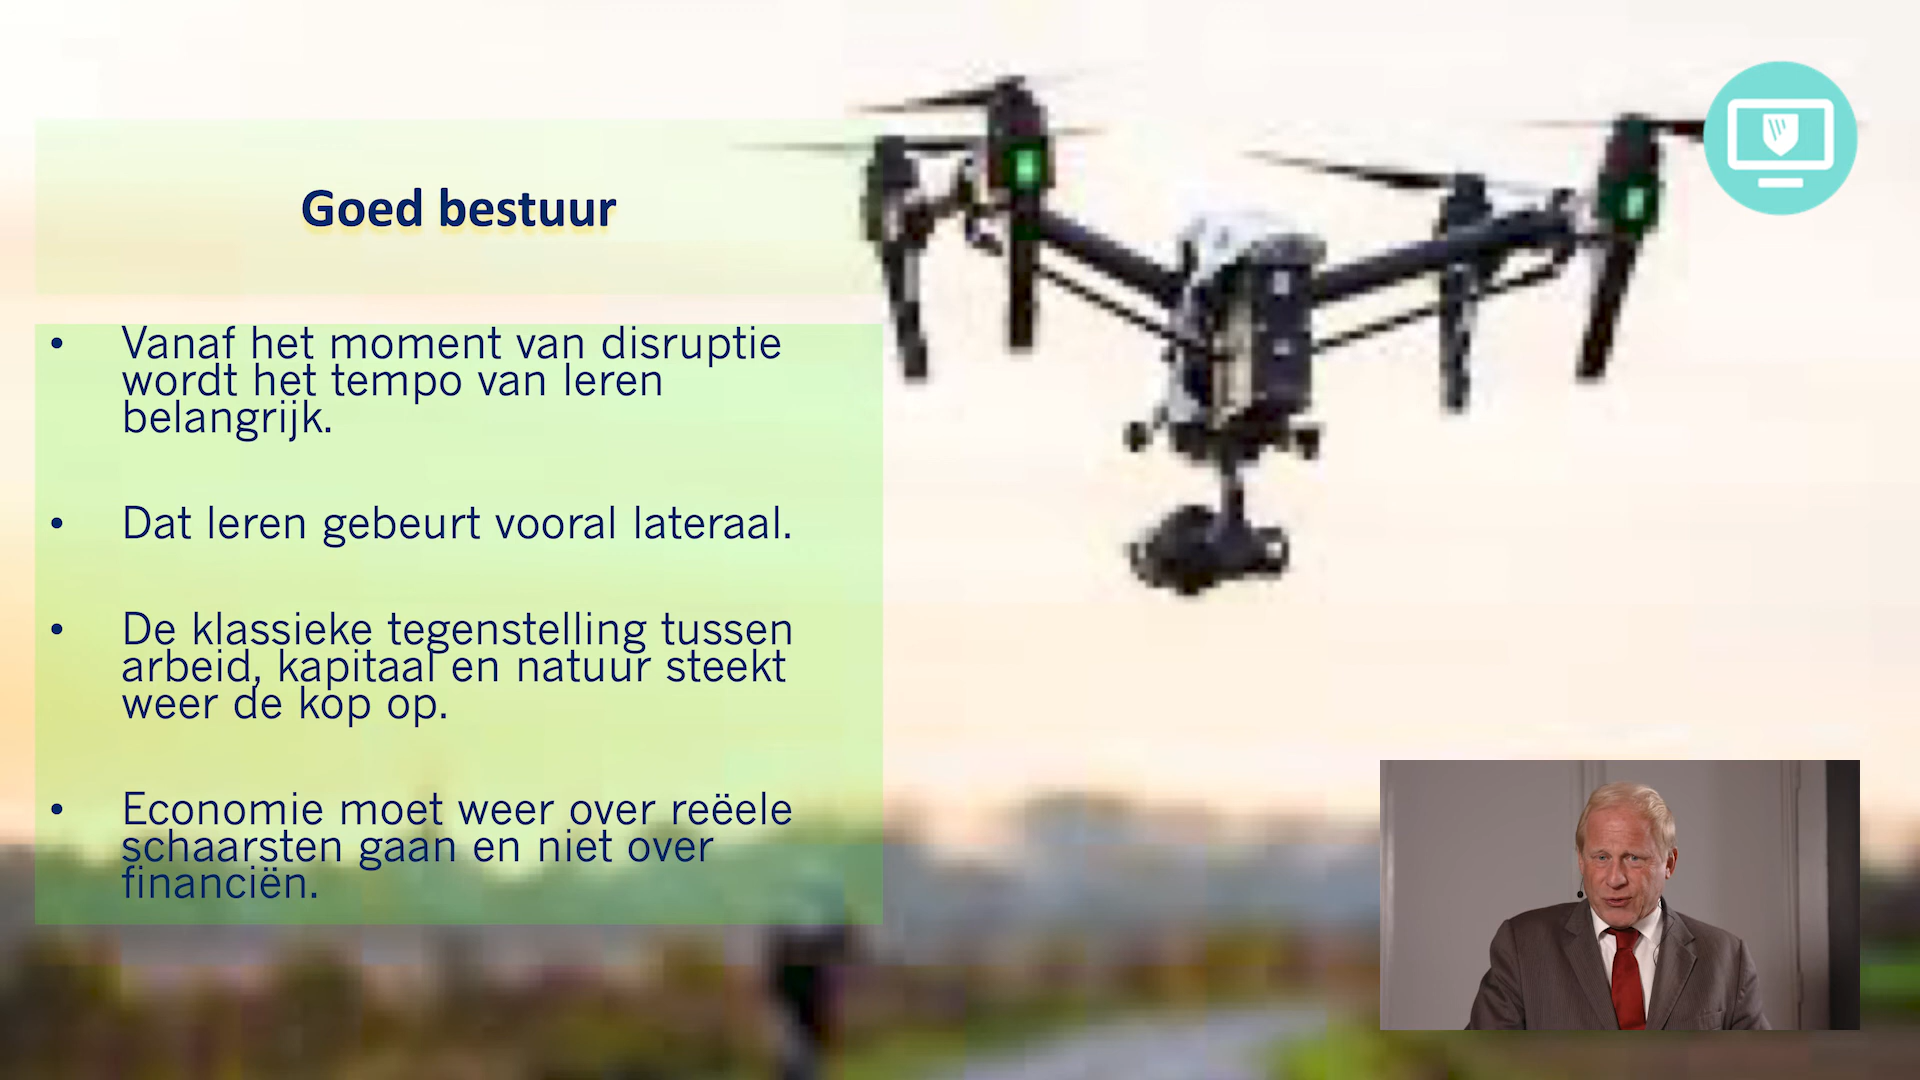 Goed bestuur
• Vanaf het moment van disruptie
wordt het tempo van leren
belangrijk.
• Dat leren gebeurt vooral lateraal.
• De klassieke tegenstelling tussen
arbeid, kapitaal en natuur steekt
weer de kop op.
• Economie moet weer over reëele
schaarsten gaan en niet over
financiën.